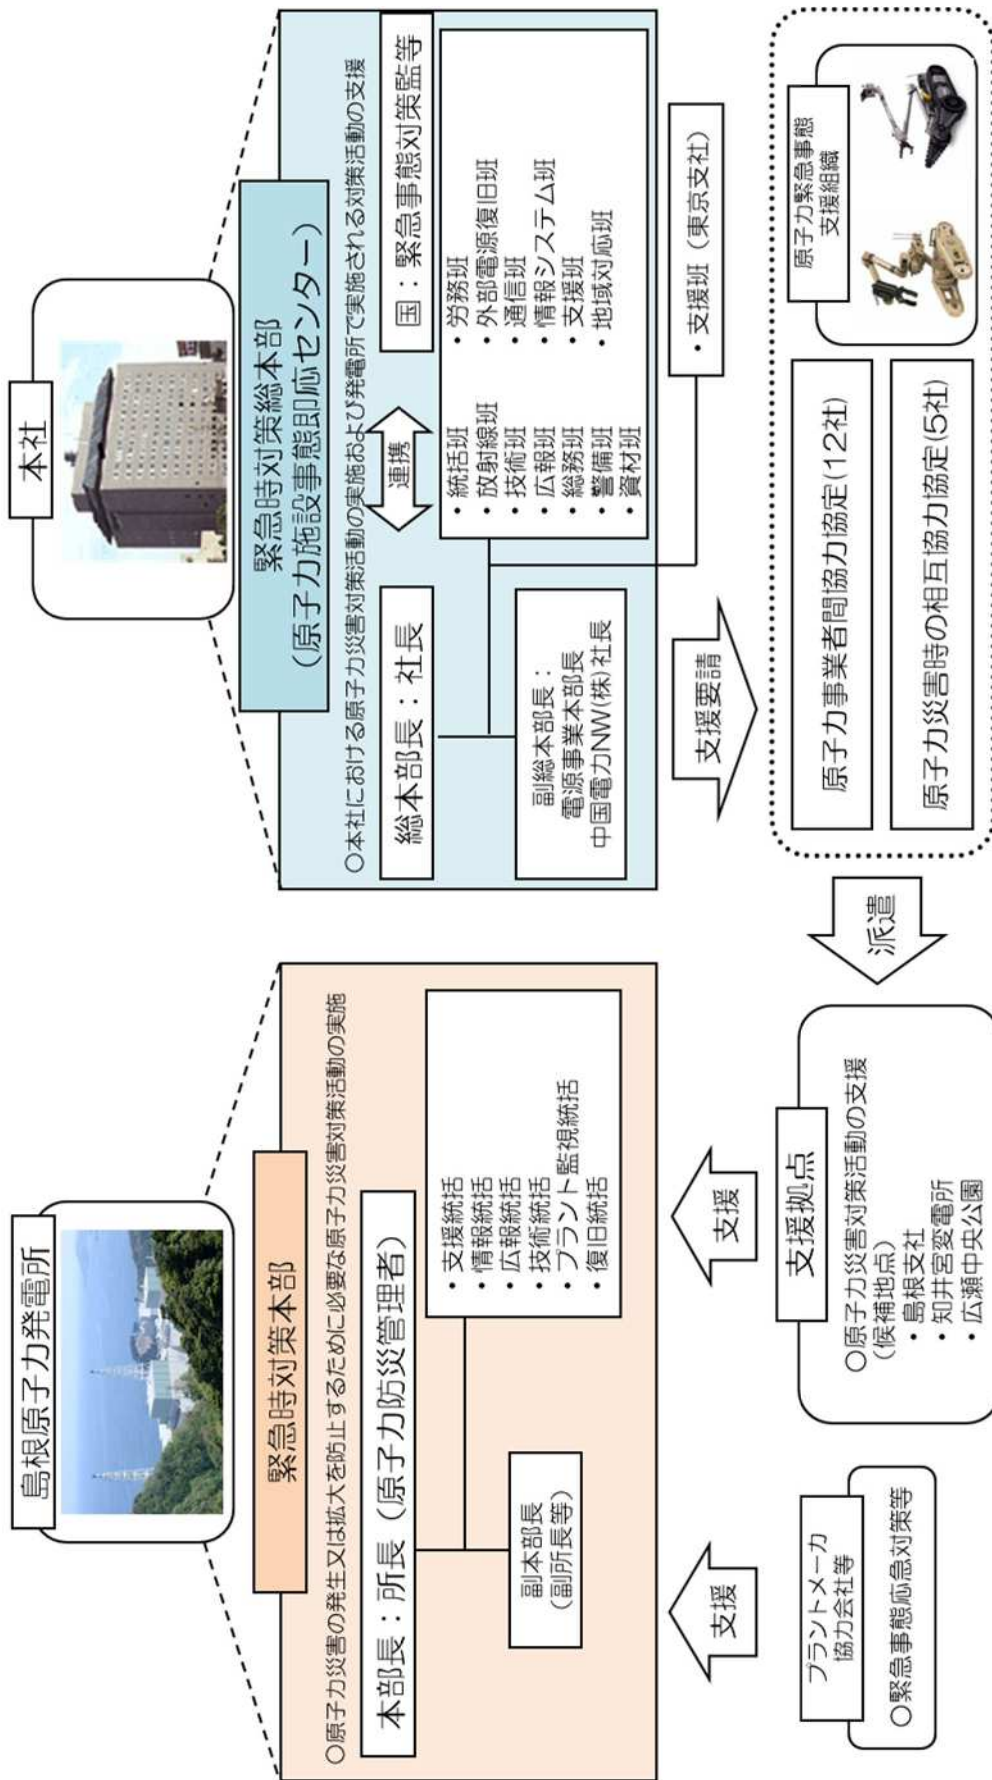 島根原子力発電所
緊急時対策本部
○原子力災害の発生又は拡大を防止するために必要な原子力災害対策活動の実施
本部長：所長（原子力防災管理者）
副本部長
（副所長等）
・支援統括
・情報統括
・広報統括
・技術統括
・プラント監視統括
・復旧統括
支援
支援
プラントメーカ
協力会社等
○緊急事態応急対策等
支援拠点
○原子力災害対策活動の支援
(候補地点)
・島根支社
・知井宮変電所
・広瀬中央公園
派遣
本社
緊急時対策総本部
(原子力施設事態即応センター)
○本社における原子力災害対策活動の実施および発電所で実施される対策活動の支援
総本部長：社長
連携
国：緊急事態対策監等
副総本部長：
電源事業本部長
中国電力NW(株)社長
・統括班
・放射線班
・技術班
・広報班
・総務班
・警備班
・資材班
・労務班
・外部電源復旧班
・通信班
・情報システム班
・支援班
・地域対応班
・支援班（東京支社）
支援要請
原子力事業者間協力協定(12社)
原子力災害時の相互協力協定(5社)
原子力緊急事態
支援組織